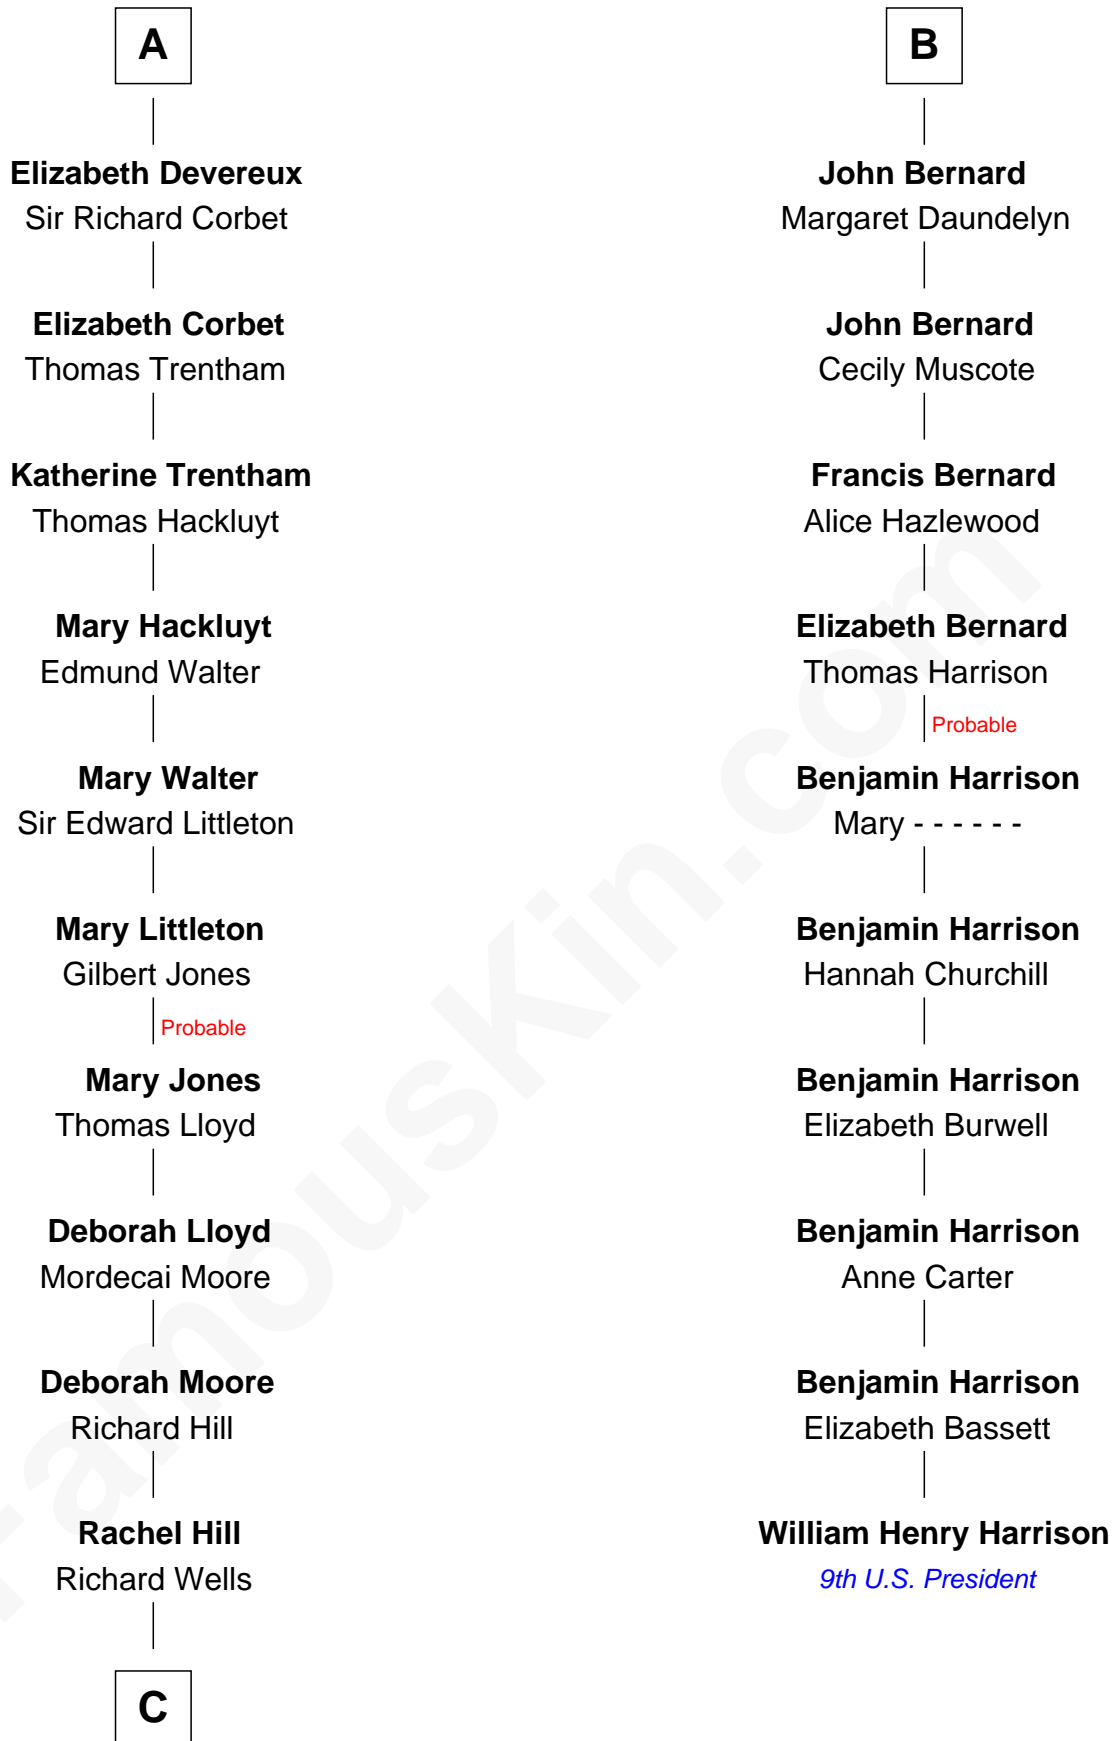 A
Elizabeth Devereux
Sir Richard Corbet
Elizabeth Corbet
Thomas Trentham
Katherine Trentham
Thomas Hackluyt
Mary Hackluyt
Edmund Walter
Mary Walter
Sir Edward Littleton
Mary Littleton
Gilbert Jones
Probable
Mary Jones
Thomas Lloyd
Deborah Lloyd
Mordecai Moore
Deborah Moore
Richard Hill
Rachel Hill
Richard Wells
C
B
John Bernard
Margaret Daundelyn
John Bernard
Cecily Muscote
Francis Bernard
Alice Hazlewood
Elizabeth Bernard
Thomas Harrison
Probable
Benjamin Harrison
Mary - - - - - -
Benjamin Harrison
Hannah Churchill
Benjamin Harrison
Elizabeth Burwell
Benjamin Harrison
Anne Carter
Benjamin Harrison
Elizabeth Bassett
William Henry Harrison
9th U.S. President
FamousKin.com